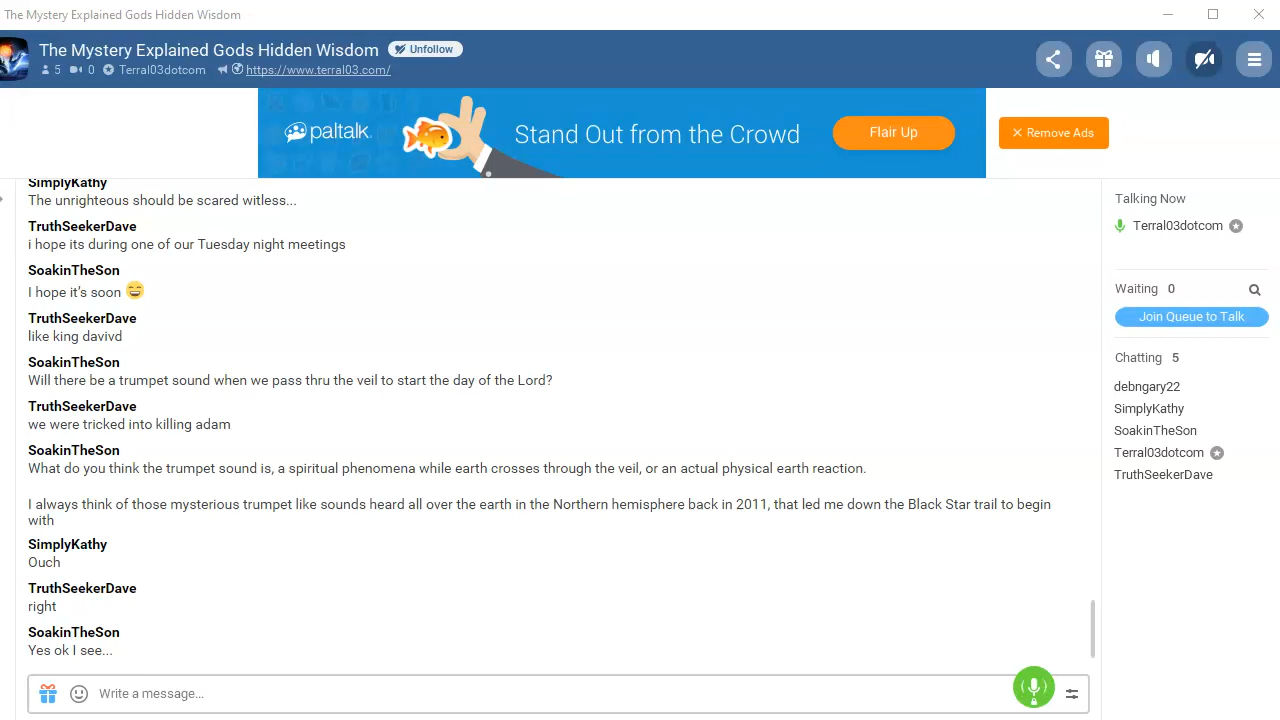 The Mystery Explained Gods Hidden Wisdom
The Mystery Explained Gods Hidden Wisdom Unfollow
5 0 Terral03dotcom https://www.terral03.com/
paltalk Stand Out from the Crowd Flair Up
Remove Ads
SimplyKathy
The unrighteous should be scared witless...
TruthSeekerDave
i hope its during one of our Tuesday night meetings
SoakinTheSon
I hope it's soon 😄
TruthSeekerDave
like king davivd
SoakinTheSon
Will there be a trumpet sound when we pass thru the veil to start the day of the Lord?
TruthSeekerDave
we were tricked into killing adam
SoakinTheSon
What do you think the trumpet sound is, a spiritual phenomena while earth crosses through the veil, or an actual physical earth reaction.
I always think of those mysterious trumpet like sounds heard all over the earth in the Northern hemisphere back in 2011, that led me down the Black Star trail to begin
with
SimplyKathy
Ouch
TruthSeekerDave
right
SoakinTheSon
Yes ok I see...
Write a message...
Talking Now
Terral03dotcom
Waiting 0
Join Queue to Talk
Chatting 5
debngary22
SimplyKathy
SoakinTheSon
Terral03dotcom
TruthSeekerDave